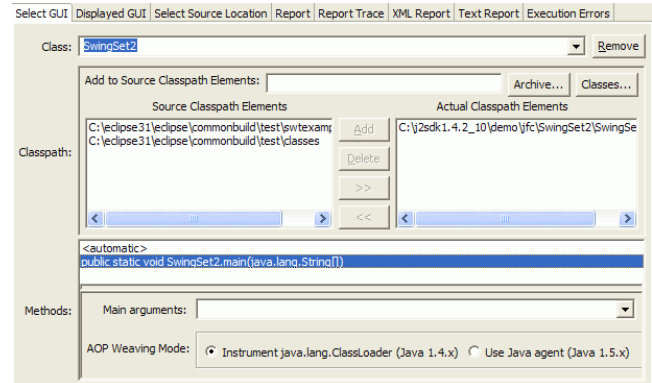 Select GUI Displayed GUI Select Source Location Report Report Trace XML Report Text Report Execution Errors
Class: SwingSet2 Remove
Add to Source Classpath Elements: Archive... Classes...
Source Classpath Elements Actual Classpath Elements
C:\eclipse31\eclipse\commonbuild\test\swtexamp Add C:\j2sdk1.4.2_10\demo\jfc\SwingSet2\SwingSe
C:\eclipse31\eclipse\commonbuild\test\classes
Classpath: Delete
>>
<<
<automatic>
public static void SwingSet2.main(java.lang.String[])
Methods: Main arguments:
AOP Weaving Mode: Instrument java.lang.ClassLoader (Java 1.4.x) Use Java agent (Java 1.5.x)